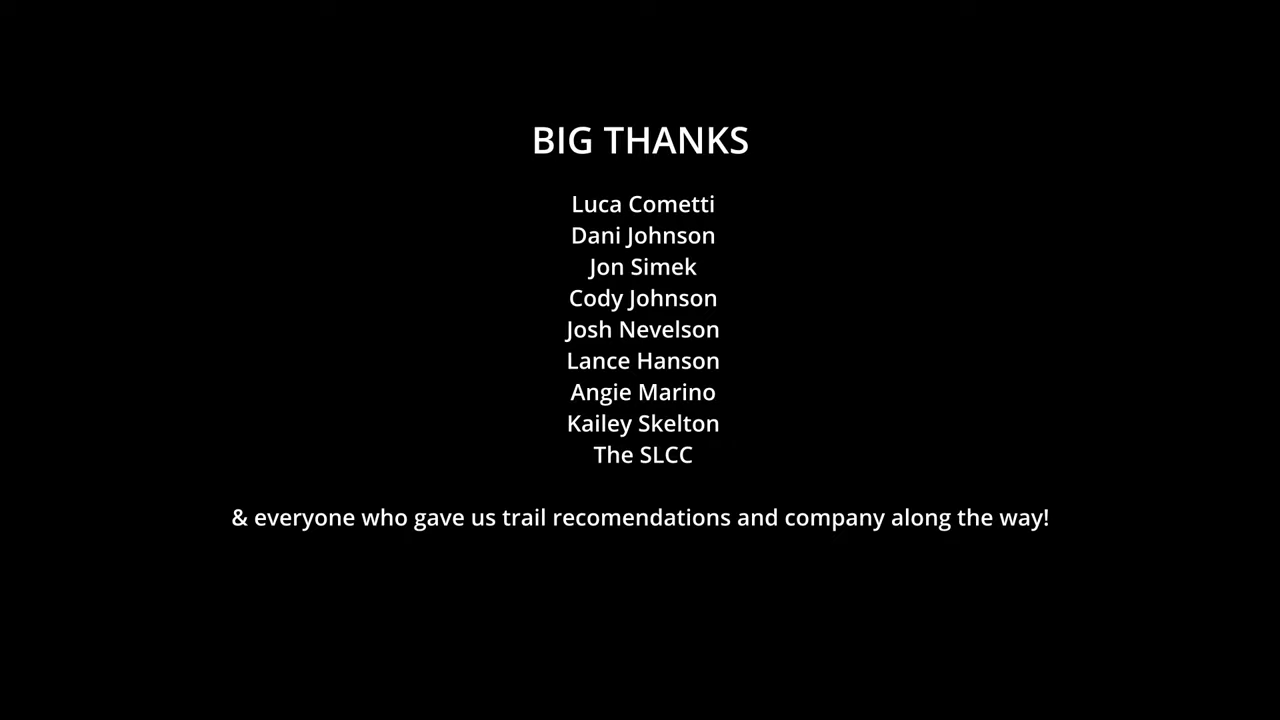 BIG THANKS
Luca Cometti
Dani Johnson
Jon Simek
Cody Johnson
Josh Nevelson
Lance Hanson
Angie Marino
Kailey Skelton
The SLCC
& everyone who gave us trail recomendations and company along the way!